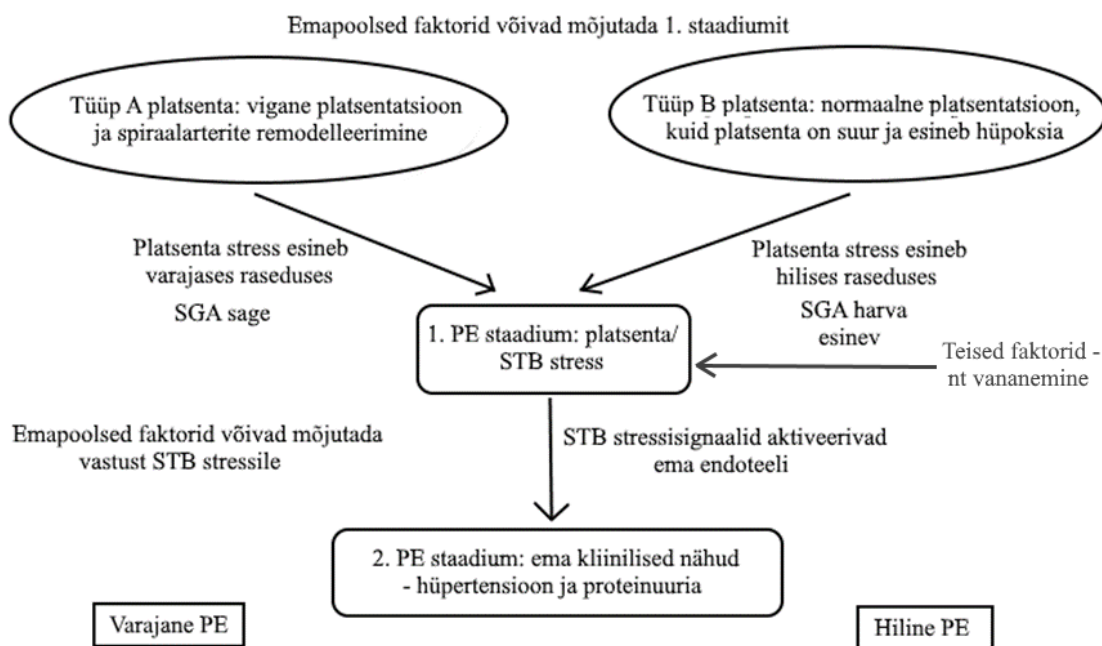 Emapoolsed faktorid võivad mõjutada 1. staadiumit
Tüüp A platsenta: vigane platsentatsioon
ja spiraalarterite remodelleerimine
Tüüp B platsenta: normaalne platsentatsioon,
kuid platsenta on suur ja esineb hüpoksia
Platsenta stress esineb
varajases raseduses
SGA sage
Platsenta stress esineb
hilises raseduses
SGA harva
esinev
1. PE staadium: platsenta/
STB stress
Teised faktorid -
nt vananemine
Emapoolsed faktorid võivad mõjutada
vastust STB stressile
STB stressisignaalid aktiveerivad
ema endoteeli
2. PE staadium: ema kliinilised nähud
- hüpertensioon ja proteinuuria
Varajane PE
Hiline PE